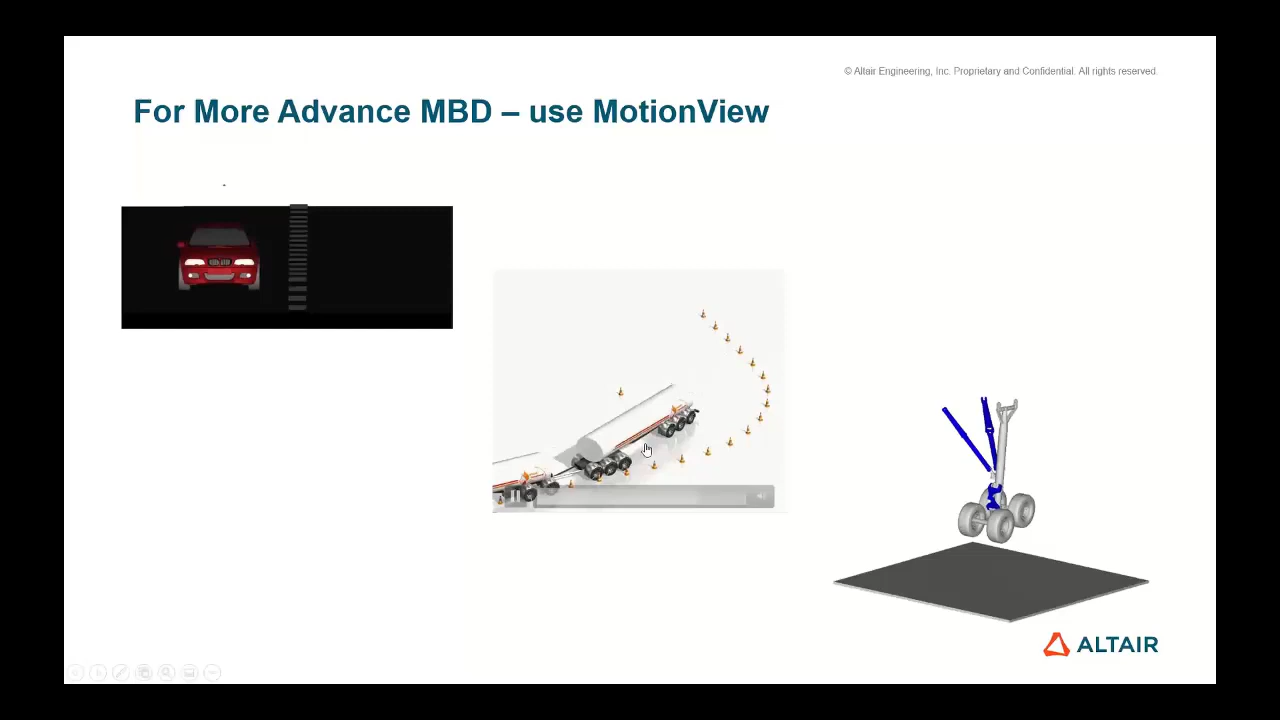 © Altair Engineering, Inc. Proprietary and Confidential. All rights reserved.
For More Advance MBD – use MotionView
ALTAIR